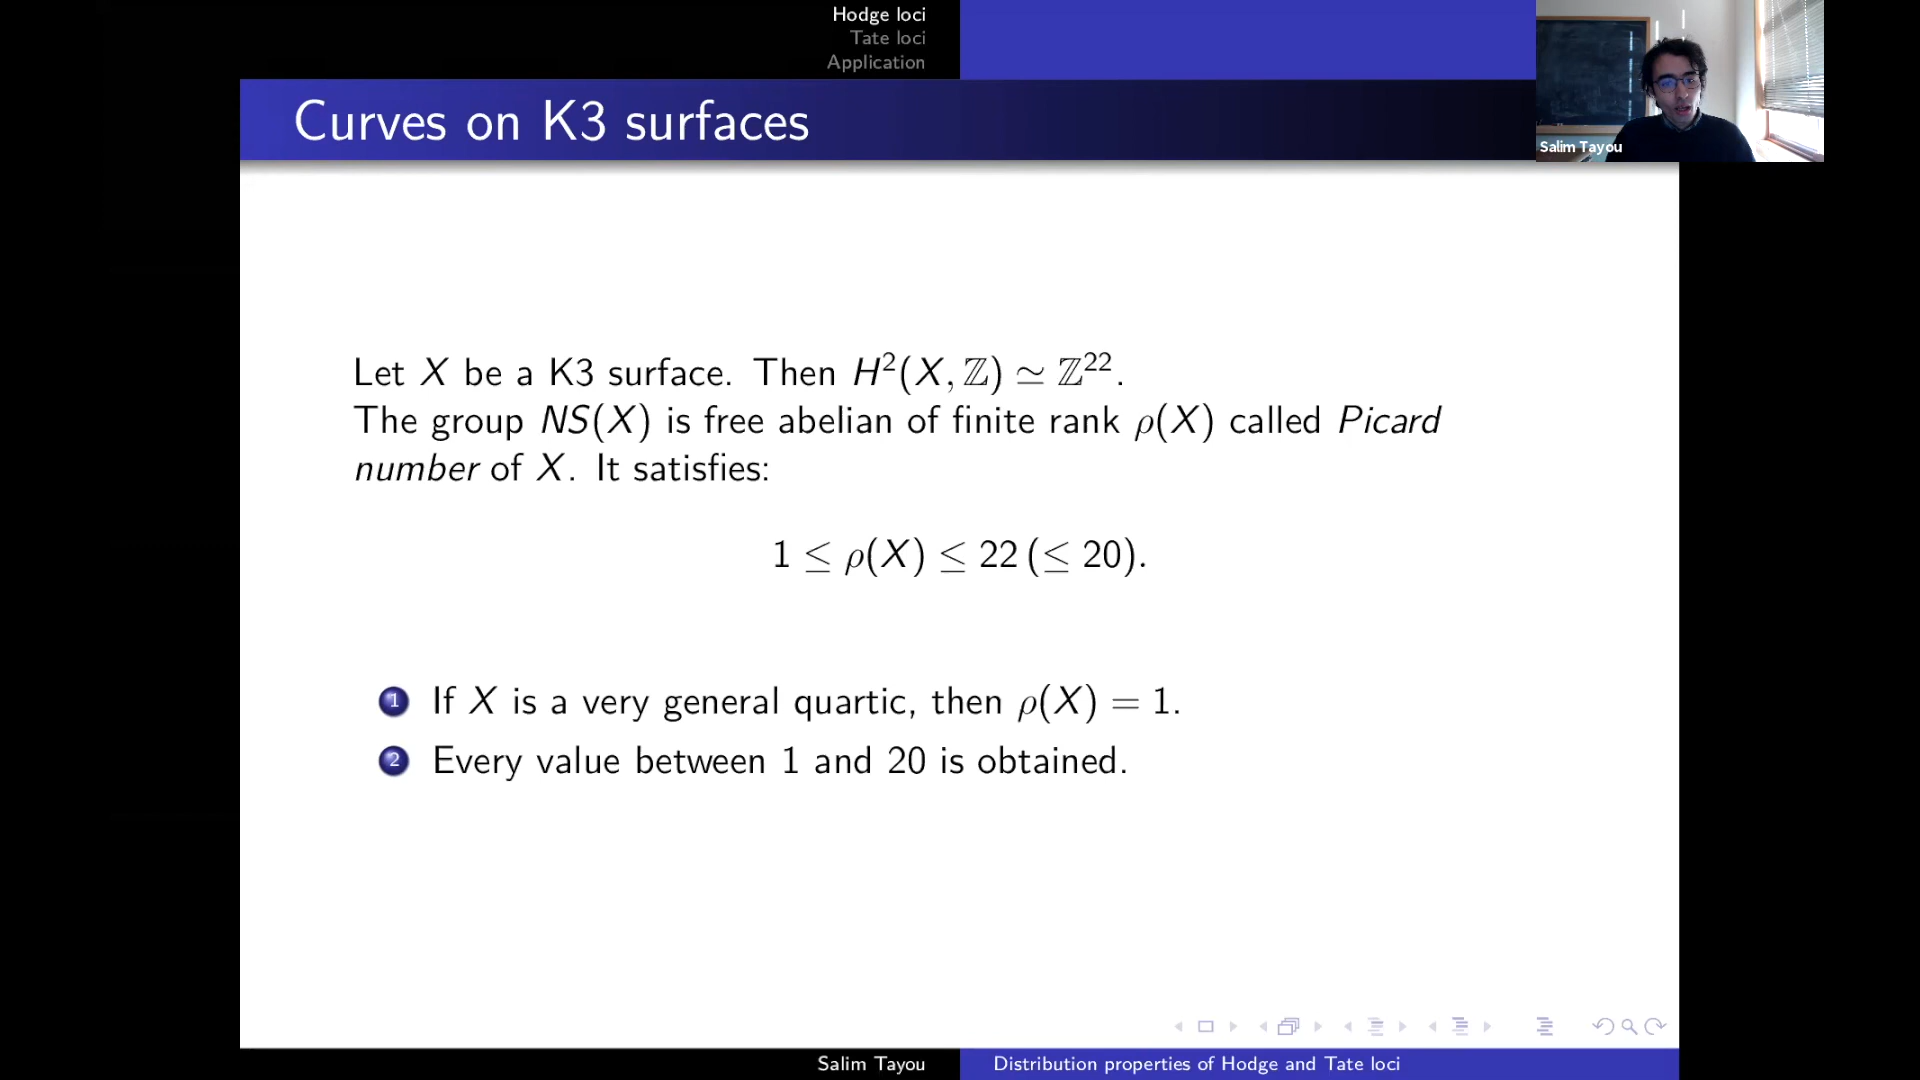 Hodge loci
Tate loci
Application
Curves on K3 surfaces
Salim Tayou
Let X be a K3 surface. Then H²(X, ℤ) ≃ ℤ²².
The group NS(X) is free abelian of finite rank ρ(X) called Picard
number of X. It satisfies:
1 ≤ ρ(X) ≤ 22 (≤ 20).
1 If X is a very general quartic, then ρ(X) = 1.
2 Every value between 1 and 20 is obtained.
Salim Tayou
Distribution properties of Hodge and Tate loci